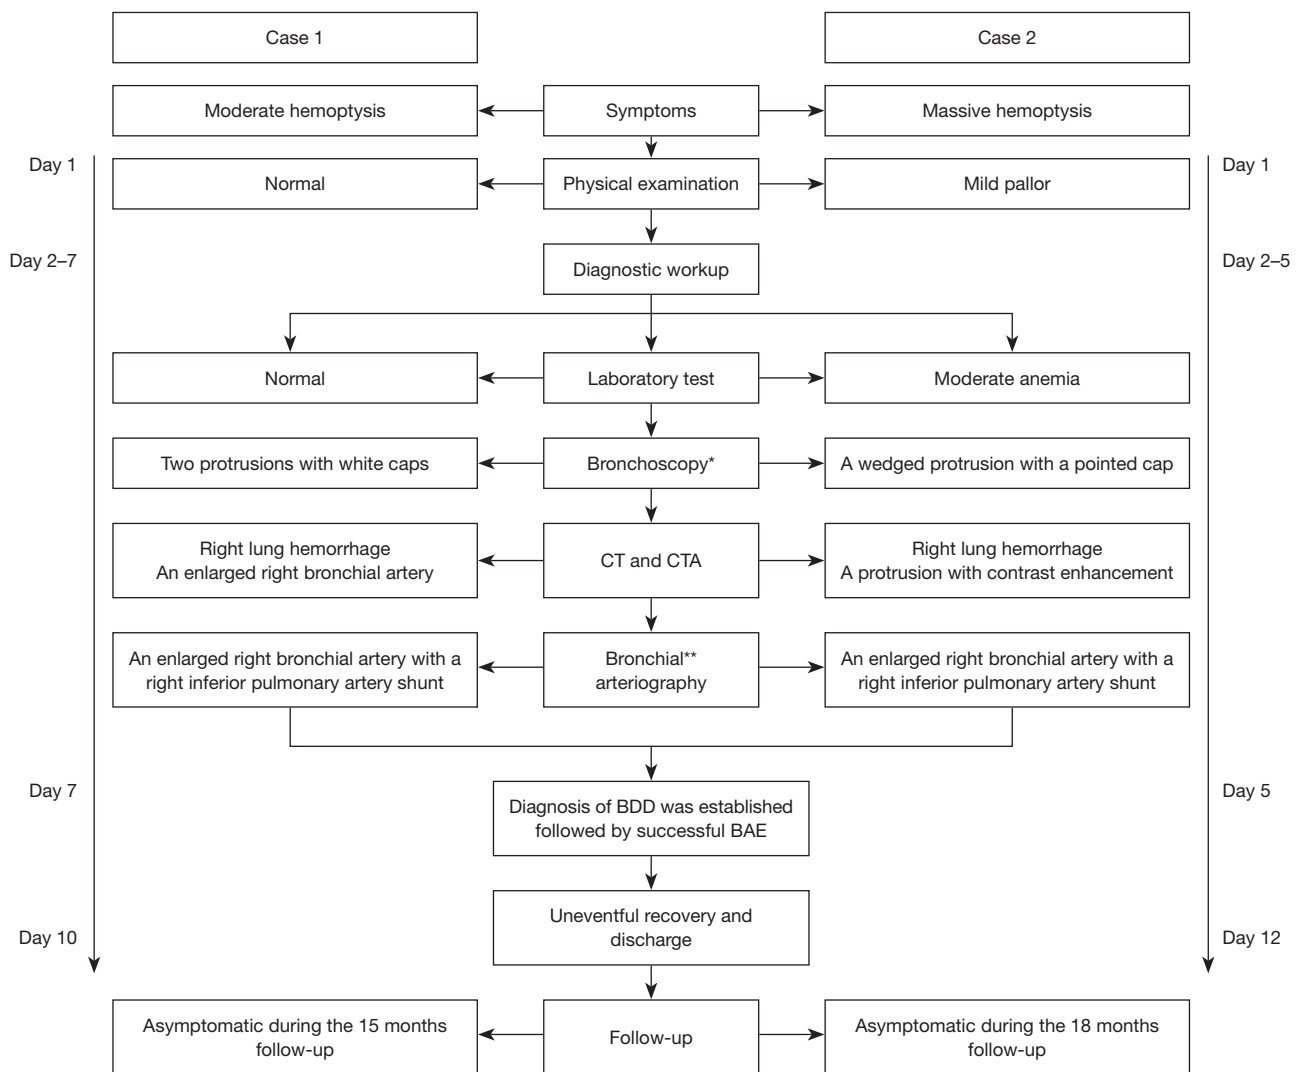 Case 1
Case 2
Moderate hemoptysis
Symptoms
Massive hemoptysis
Day 1
Normal
Physical examination
Mild pallor
Day 1
Day 2–7
Diagnostic workup
Day 2–5
Normal
Laboratory test
Moderate anemia
Two protrusions with white caps
Bronchoscopy*
A wedged protrusion with a pointed cap
Right lung hemorrhage
An enlarged right bronchial artery
CT and CTA
Right lung hemorrhage
A protrusion with contrast enhancement
An enlarged right bronchial artery with a
right inferior pulmonary artery shunt
Bronchial**
arteriography
An enlarged right bronchial artery with a
right inferior pulmonary artery shunt
Day 7
Diagnosis of BDD was established
followed by successful BAE
Day 5
Day 10
Uneventful recovery and
discharge
Day 12
Asymptomatic during the 15 months
follow-up
Follow-up
Asymptomatic during the 18 months
follow-up